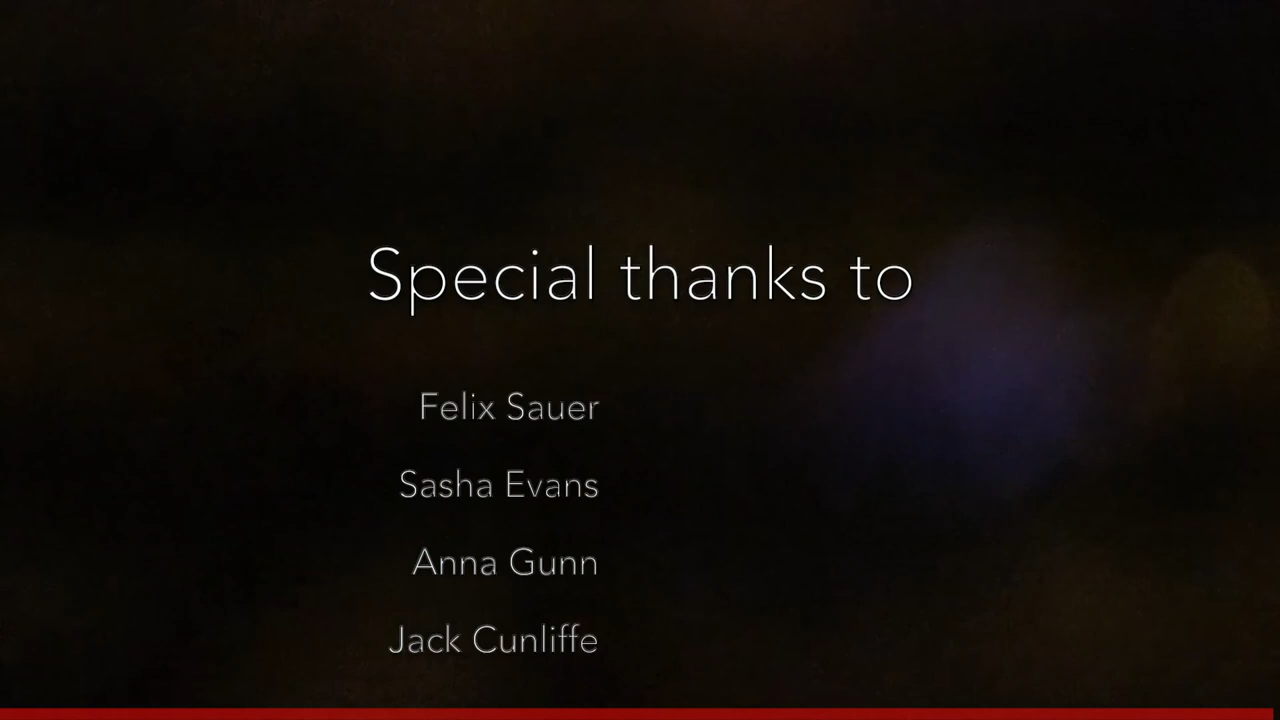 Special thanks to
Felix Sauer
Sasha Evans
Anna Gunn
Jack Cunliffe